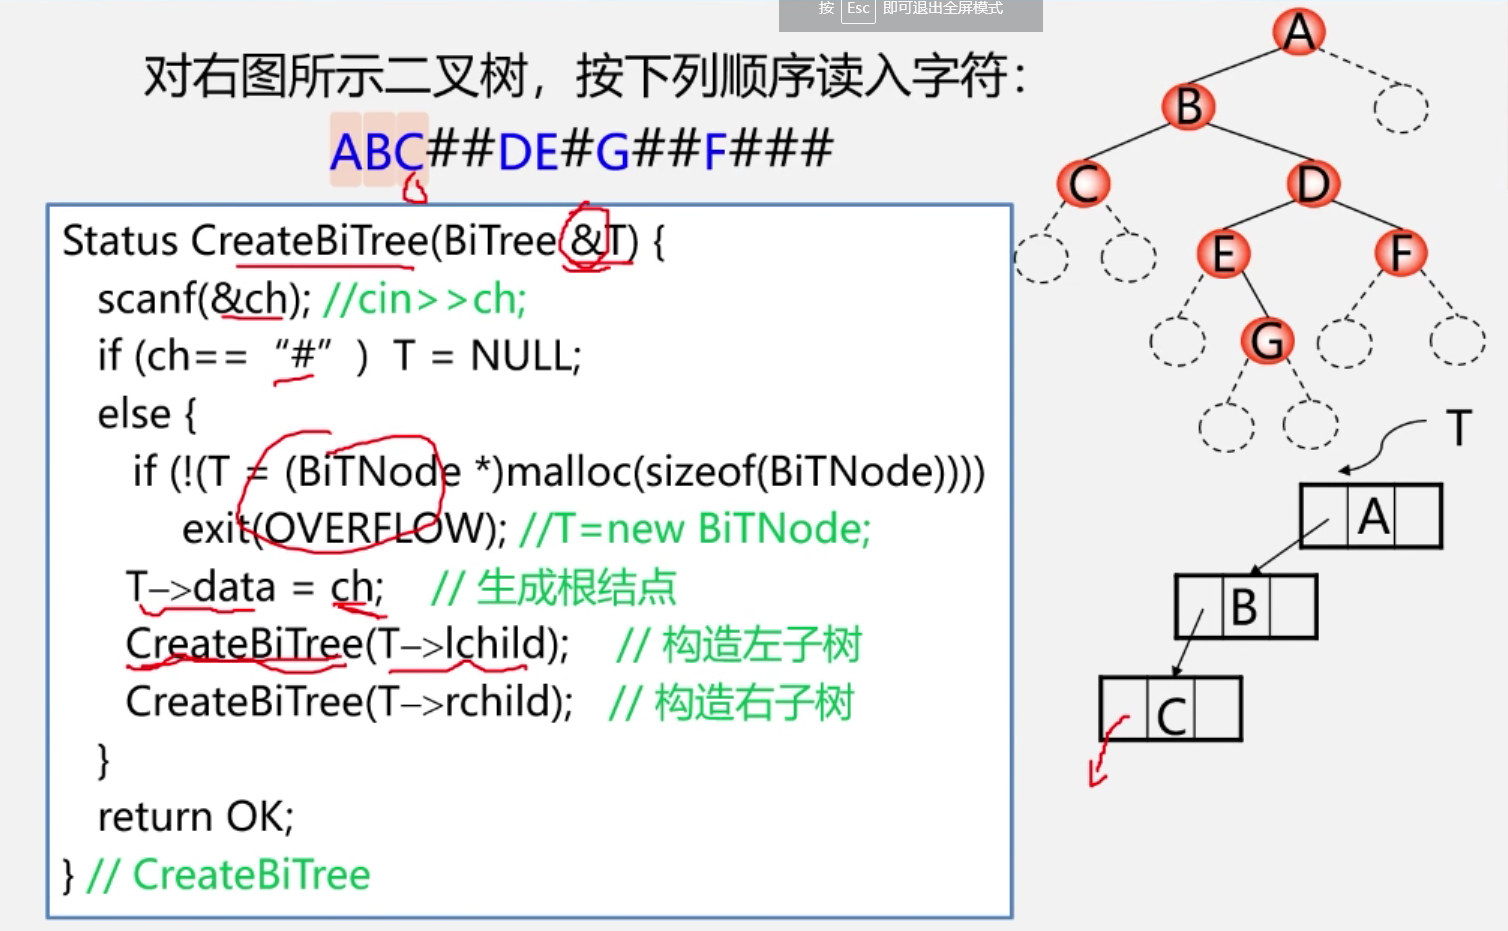 按 Esc 即可退出全屏模式
对右图所示二叉树，按下列顺序读入字符：
ABC##DE#G##F###
Status CreateBiTree(BiTree &T) {
scanf(&ch); //cin>>ch;
if (ch== “#” ) T = NULL;
else {
if (!(T = (BiTNode *)malloc(sizeof(BiTNode))))
exit(OVERFLOW); //T=new BiTNode;
T–>data = ch; // 生成根结点
CreateBiTree(T–>lchild); // 构造左子树
CreateBiTree(T–>rchild); // 构造右子树
}
return OK;
} // CreateBiTree
A
B
C D
E F
G
T
A
B
C